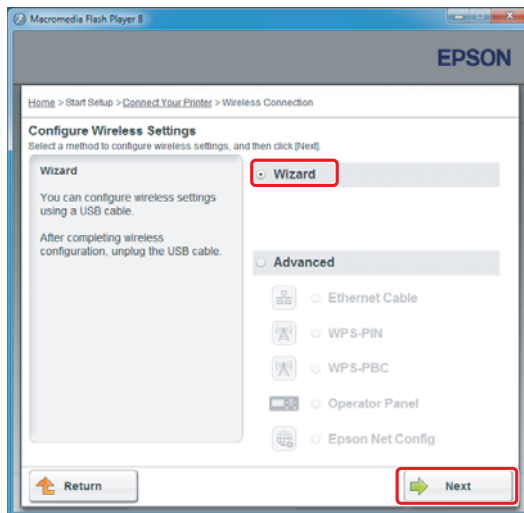 Macromedia Flash Player 8
EPSON
Home > Start Setup > Connect Your Printer > Wireless Connection
Configure Wireless Settings
Select a method to configure wireless settings, and then click [Next].
Wizard
You can configure wireless settings
using a USB cable.
After completing wireless
configuration, unplug the USB cable.
Wizard
Advanced
Ethernet Cable
WPS-PIN
WPS-PBC
Operator Panel
Epson Net Config
Return
Next